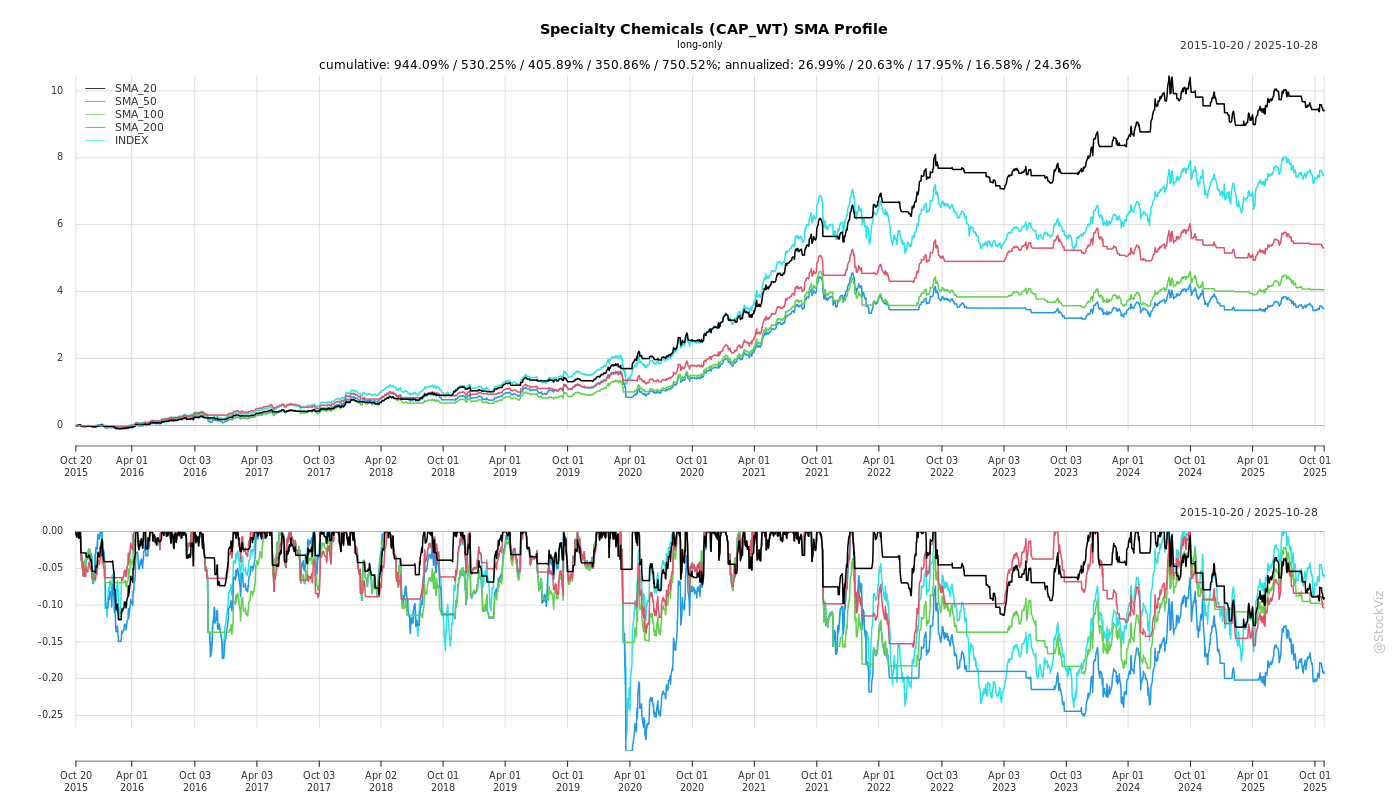 Specialty Chemicals (CAP_WT) SMA Profile
long-only
2015-10-20 / 2025-10-28
cumulative: 944.09% / 530.25% / 405.89% / 350.86% / 750.52%; annualized: 26.99% / 20.63% / 17.95% / 16.58% / 24.36%
SMA_20
SMA_50
SMA_100
SMA_200
INDEX
10
8
6
4
2
0
Oct 20 Apr 01 Oct 03 Apr 03 Oct 03 Apr 02 Oct 01 Apr 01 Oct 01 Apr 01 Oct 01 Apr 01 Oct 01 Apr 01 Oct 03 Apr 03 Oct 03 Apr 01 Oct 01 Apr 01 Oct 01
2015 2016 2016 2017 2017 2018 2018 2019 2019 2020 2020 2021 2021 2022 2022 2023 2023 2024 2024 2025 2025
2015-10-20 / 2025-10-28
0.00
-0.05
-0.10
-0.15
-0.20
-0.25
Oct 20 Apr 01 Oct 03 Apr 03 Oct 03 Apr 02 Oct 01 Apr 01 Oct 01 Apr 01 Oct 01 Apr 01 Oct 01 Apr 01 Oct 03 Apr 03 Oct 03 Apr 01 Oct 01 Apr 01 Oct 01
2015 2016 2016 2017 2017 2018 2018 2019 2019 2020 2020 2021 2021 2022 2022 2023 2023 2024 2024 2025 2025
@StockViz